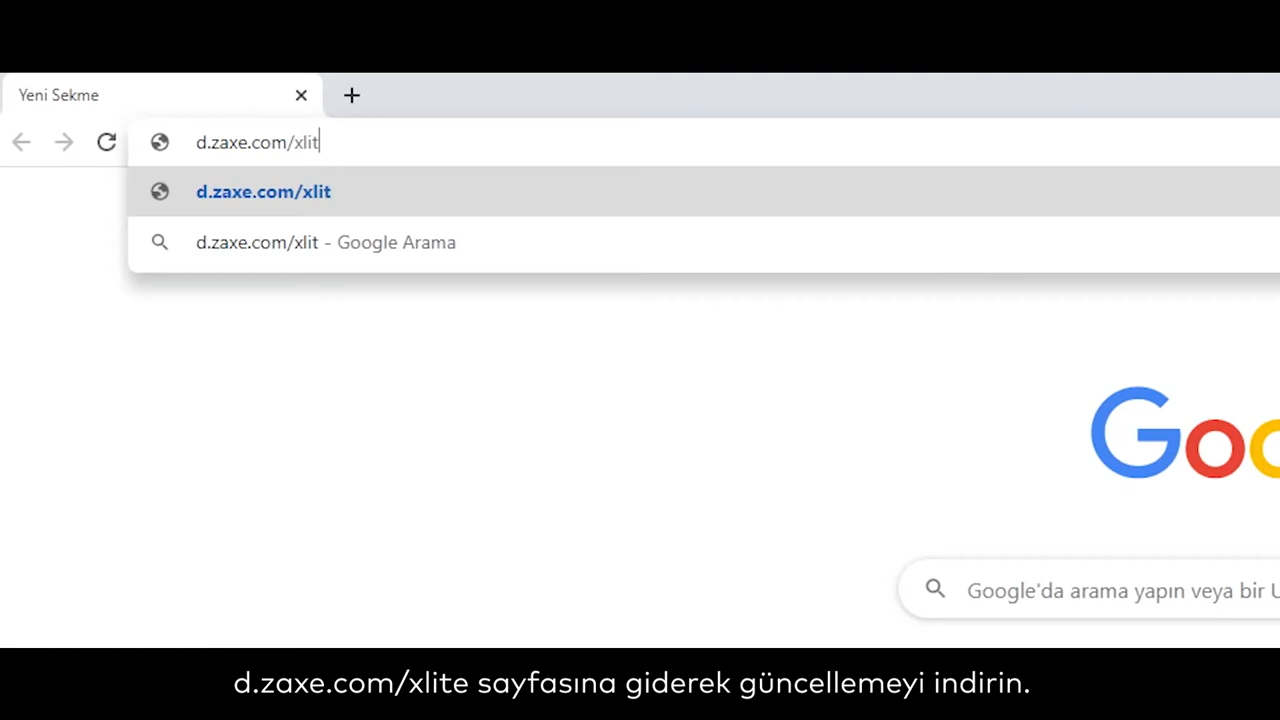 Yeni Sekme
d.zaxe.com/xlit
d.zaxe.com/xlit
d.zaxe.com/xlit - Google Arama
Goo
Google'da arama yapın veya bir U
d.zaxe.com/xlite sayfasına giderek güncellemeyi indirin.